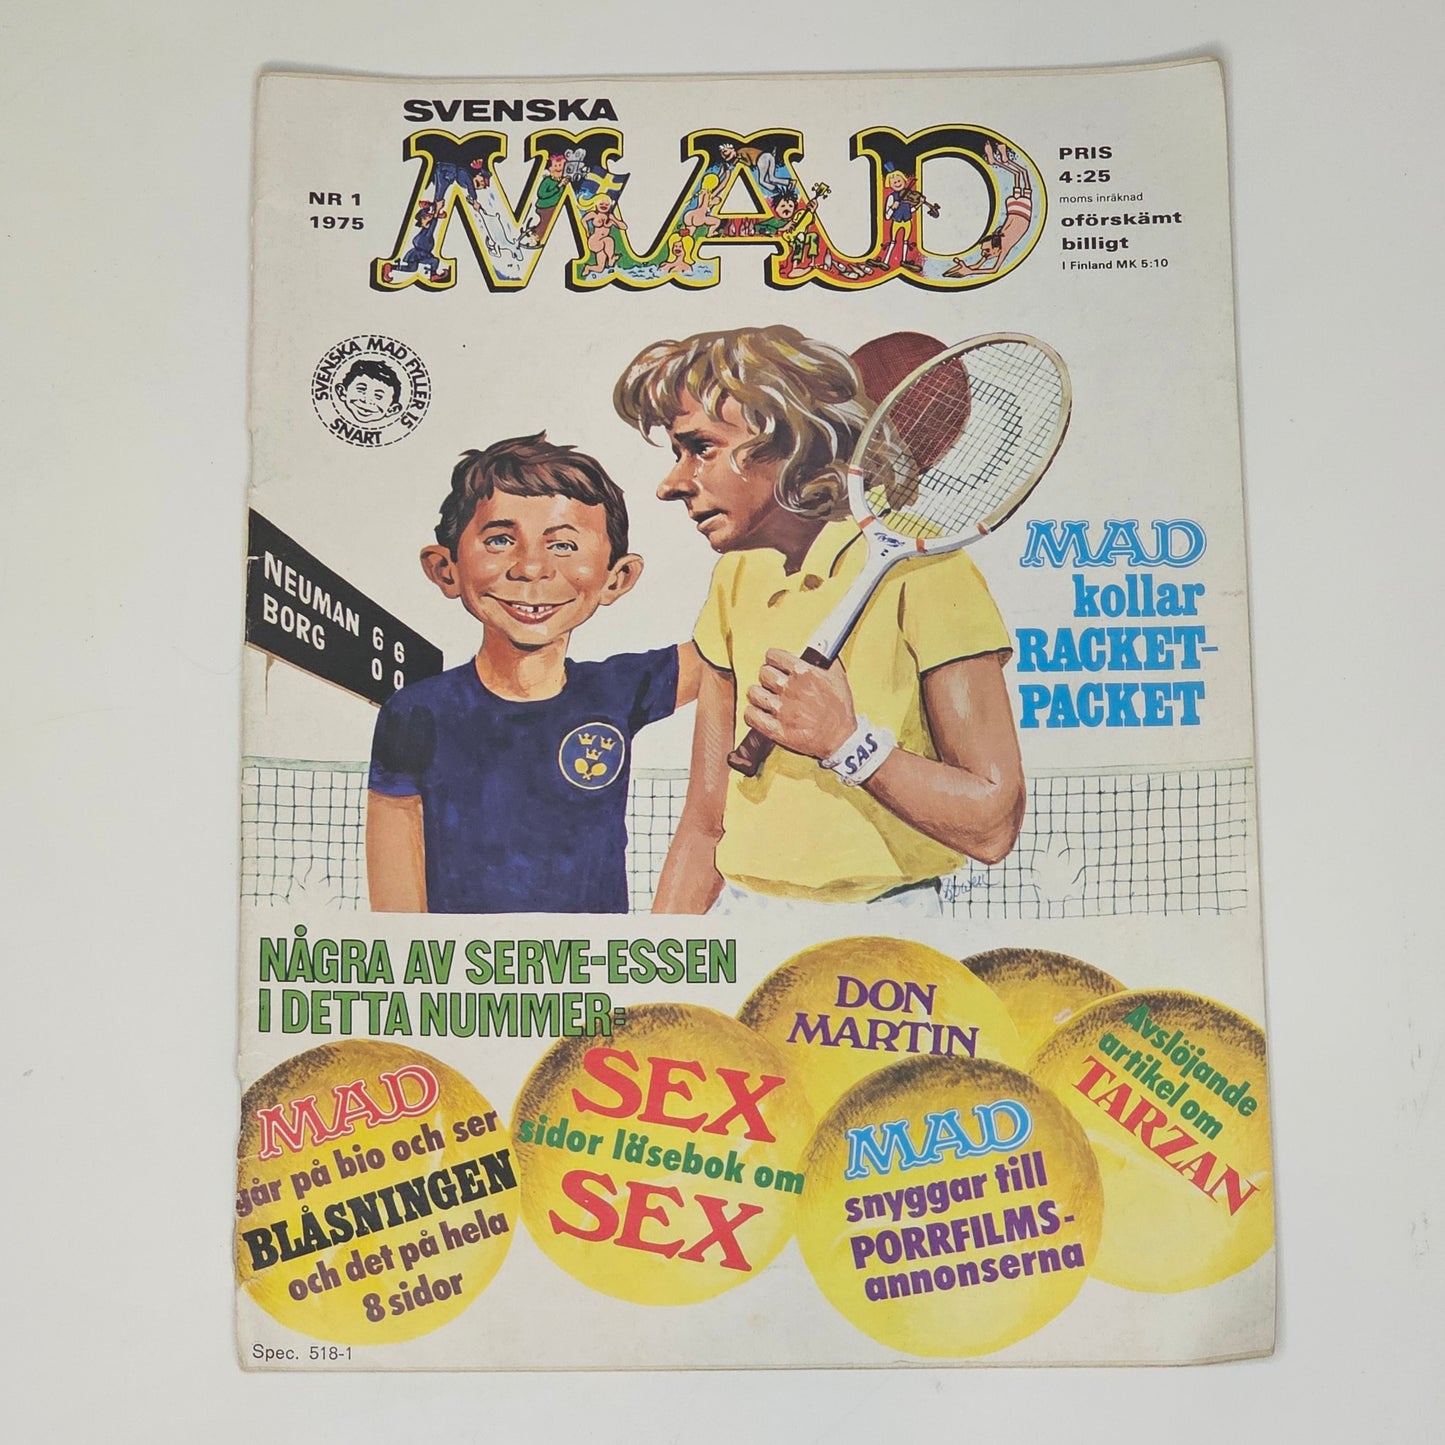 SVENSKA
MAD
NR 1
1975
PRIS
4:25
moms inräknad
oförskämt
billigt
I Finland MK 5:10
SVENSKA MAD FYLLER 15
SNART
NEUMAN 6 6
BORG 0 0
MAD
kollar
RACKET-
PACKET
SAS
Bowen
NÅGRA AV SERVE-ESSEN
I DETTA NUMMER:
MAD
går på bio och ser
BLÅSNINGEN
och det på hela
8 sidor
SEX
sidor läsebok om
SEX
DON
MARTIN
MAD
snyggar till
PORRFILMS-
annonserna
Avslöjande
artikel om
TARZAN
Spec. 518-1